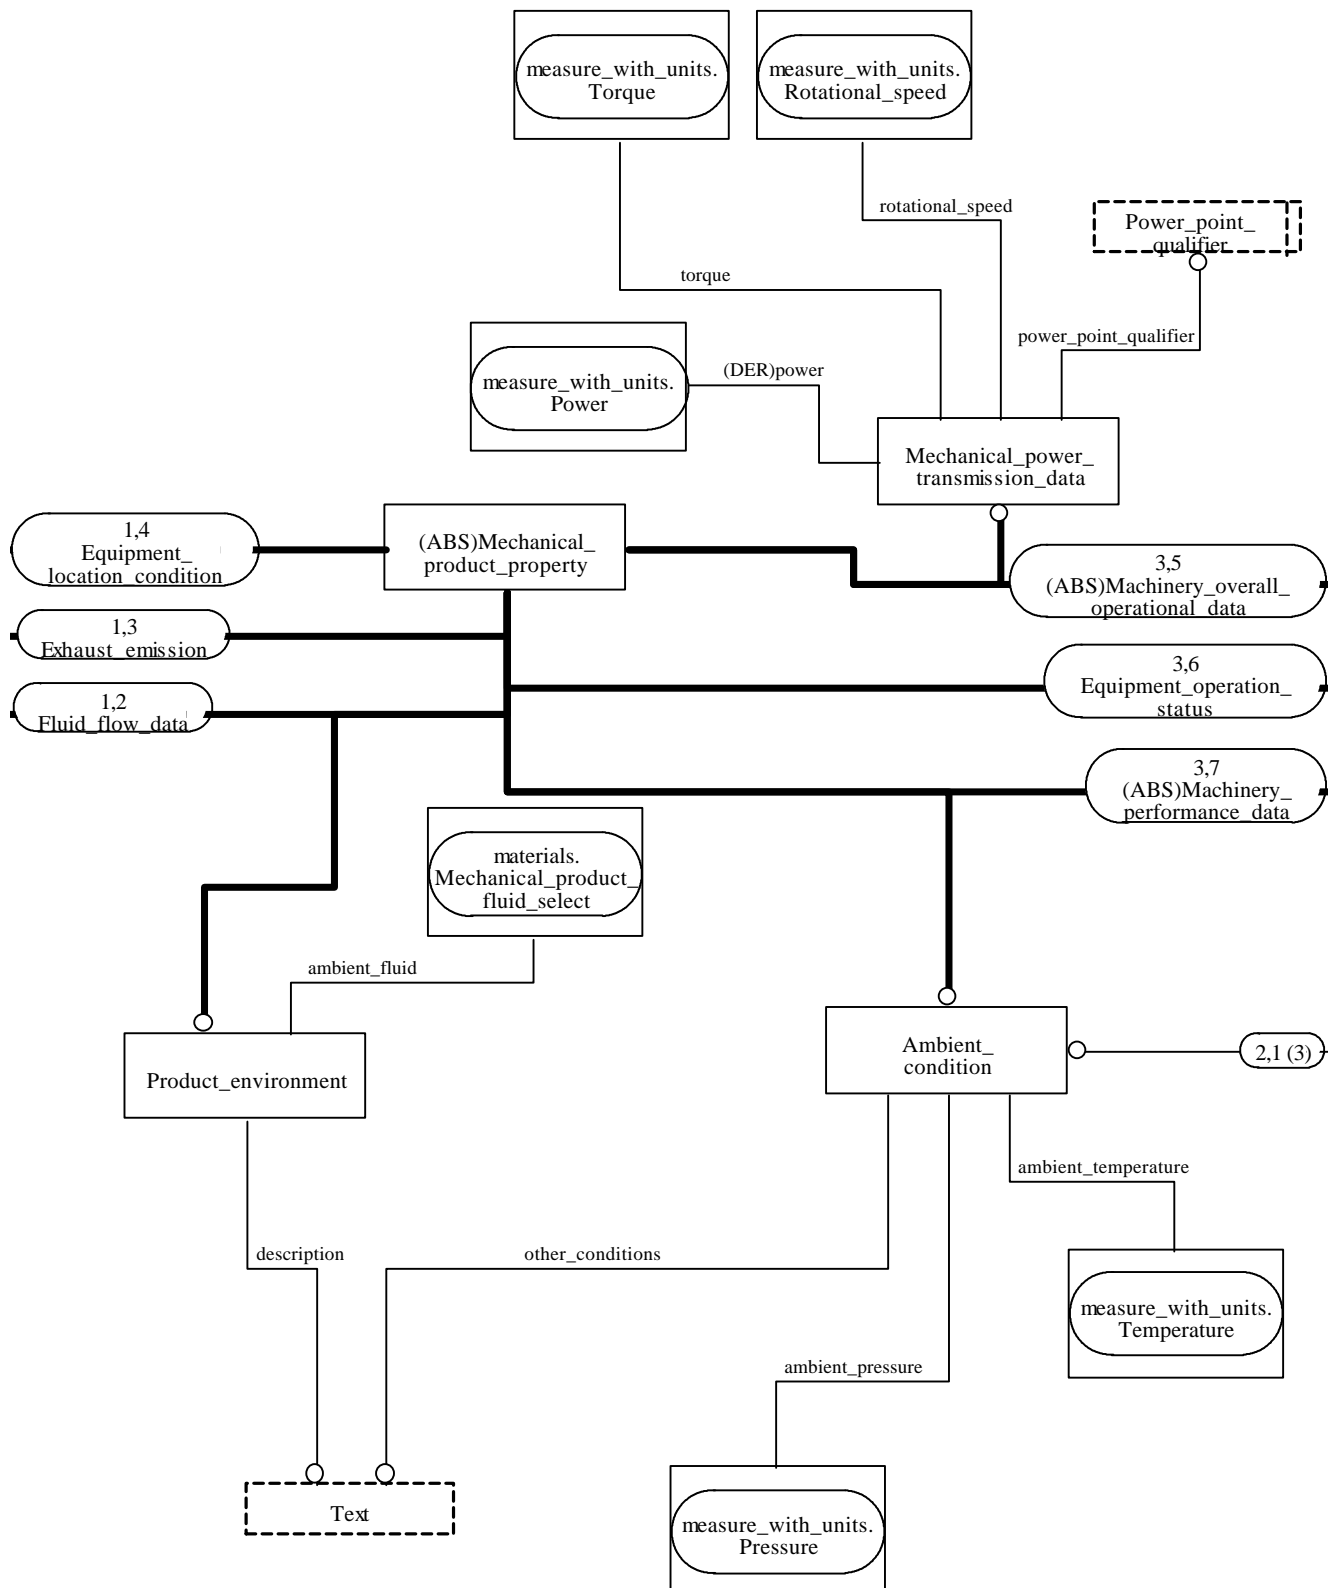 measure_with_units.
Torque
measure_with_units.
Rotational_speed
rotational_speed
Power_point_
qualifier
torque
power_point_qualifier
measure_with_units.
Power
(DER)power
Mechanical_power_
transmission_data
1,4
Equipment_
location_condition
(ABS)Mechanical_
product_property
3,5
(ABS)Machinery_overall_
operational_data
1,3
Exhaust_emission
3,6
Equipment_operation_
status
1,2
Fluid_flow_data
3,7
(ABS)Machinery_
performance_data
materials.
Mechanical_product_
fluid_select
ambient_fluid
Product_environment
Ambient_
condition
2,1 (3)
ambient_temperature
description
other_conditions
measure_with_units.
Temperature
ambient_pressure
Text
measure_with_units.
Pressure